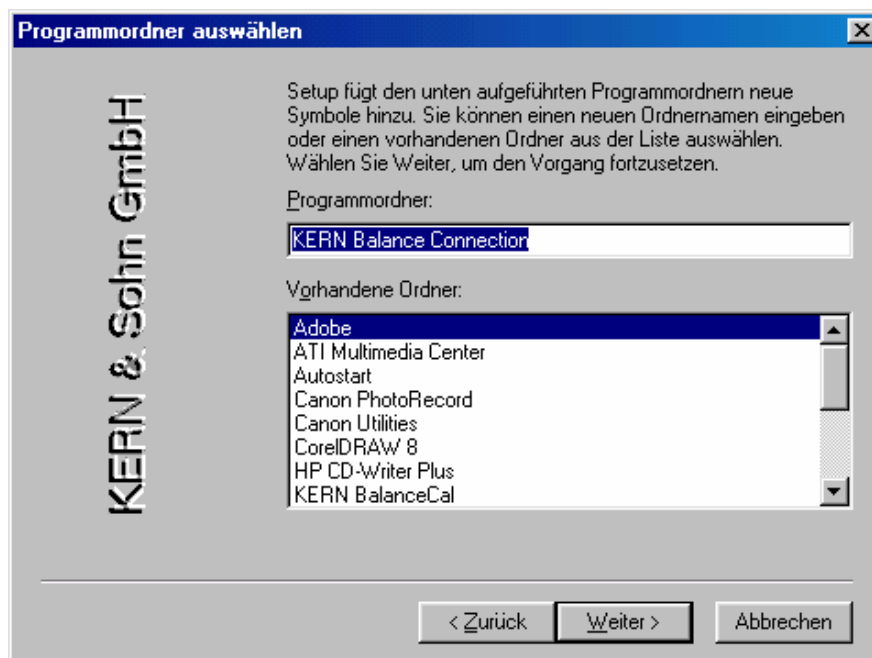 Programmordner auswählen
KERN & Sohn GmbH
Setup fügt den unten aufgeführten Programmordnern neue
Symbole hinzu. Sie können einen neuen Ordnernamen eingeben
oder einen vorhandenen Ordner aus der Liste auswählen.
Wählen Sie Weiter, um den Vorgang fortzusetzen.
Programmordner:
KERN Balance Connection
Vorhandene Ordner:
Adobe
ATI Multimedia Center
Autostart
Canon PhotoRecord
Canon Utilities
CorelDRAW 8
HP CD-Writer Plus
KERN BalanceCal
< Zurück
Weiter >
Abbrechen